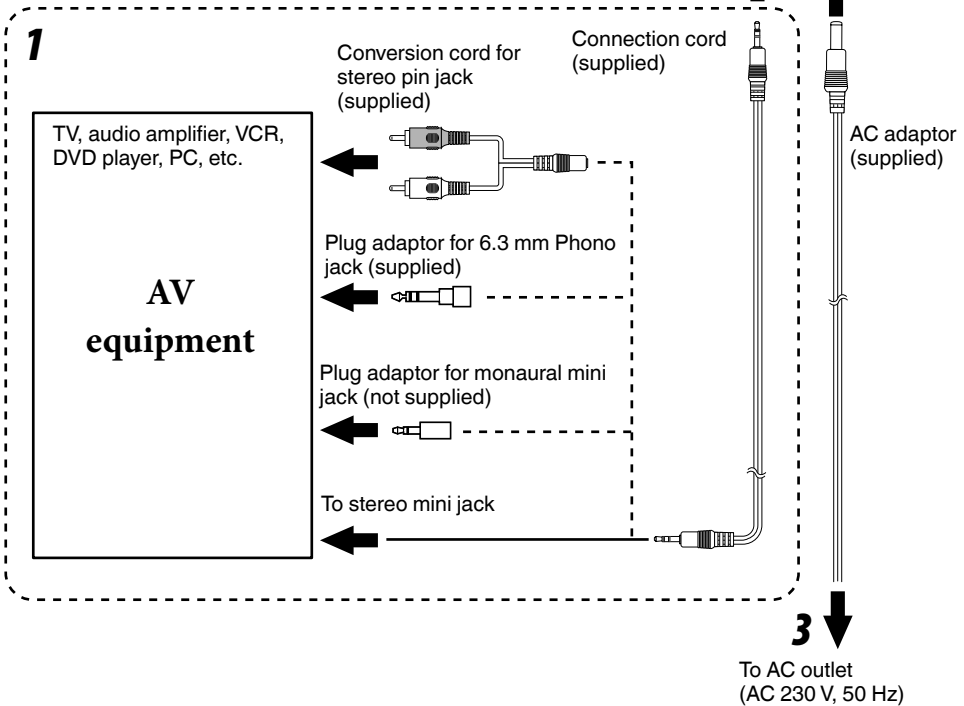 1
Conversion cord for
stereo pin jack
(supplied)
Connection cord
(supplied)
TV, audio amplifier, VCR,
DVD player, PC, etc.
AC adaptor
(supplied)
Plug adaptor for 6.3 mm Phono
jack (supplied)
AV
equipment
Plug adaptor for monaural mini
jack (not supplied)
To stereo mini jack
3
To AC outlet
(AC 230 V, 50 Hz)